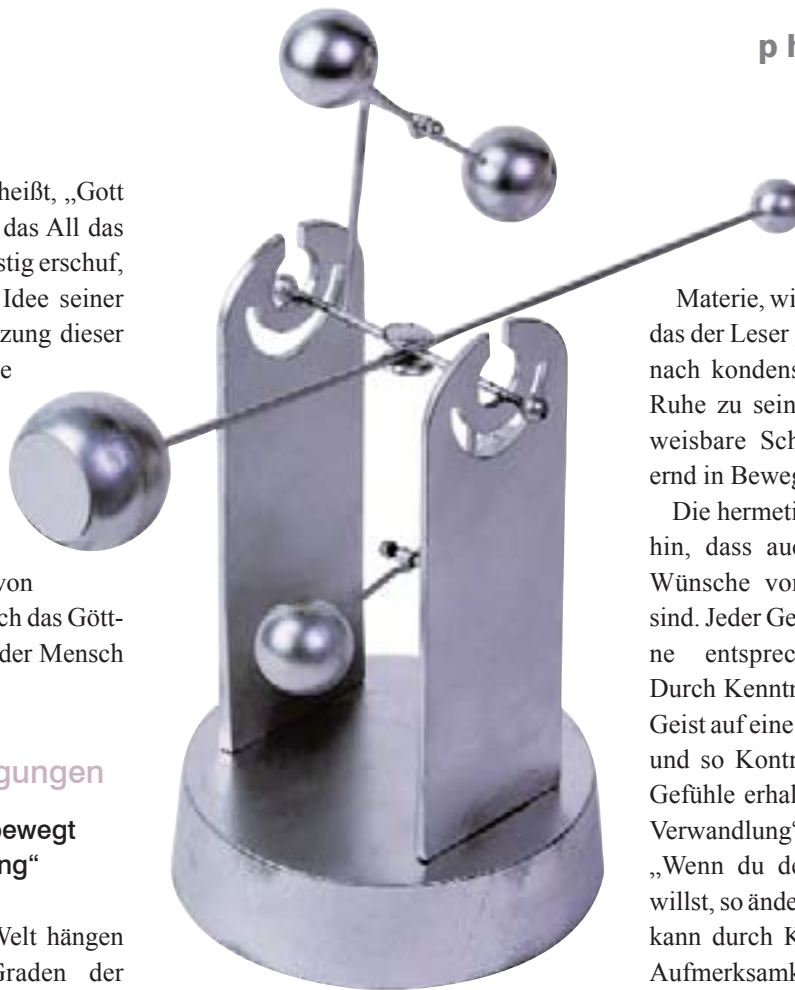 p h
heißt, „Gott
das All das
stig erschuf,
Idee seiner
zung dieser
e
von
ch das Gött-
der Mensch
gungen
bewegt
ng“
Welt hängen
Graden der
Materie, wi
das der Leser
nach kondens
Ruhe zu sein
weisbare Sch
ernd in Beweg
Die hermeti
hin, dass auc
Wünsche vor
sind. Jeder Ge
ne entsprec
Durch Kenntn
Geist auf eine
und so Kontr
Gefühle erhal
Verwandlung“
„Wenn du de
willst, so ände
kann durch K
Aufmerksamk